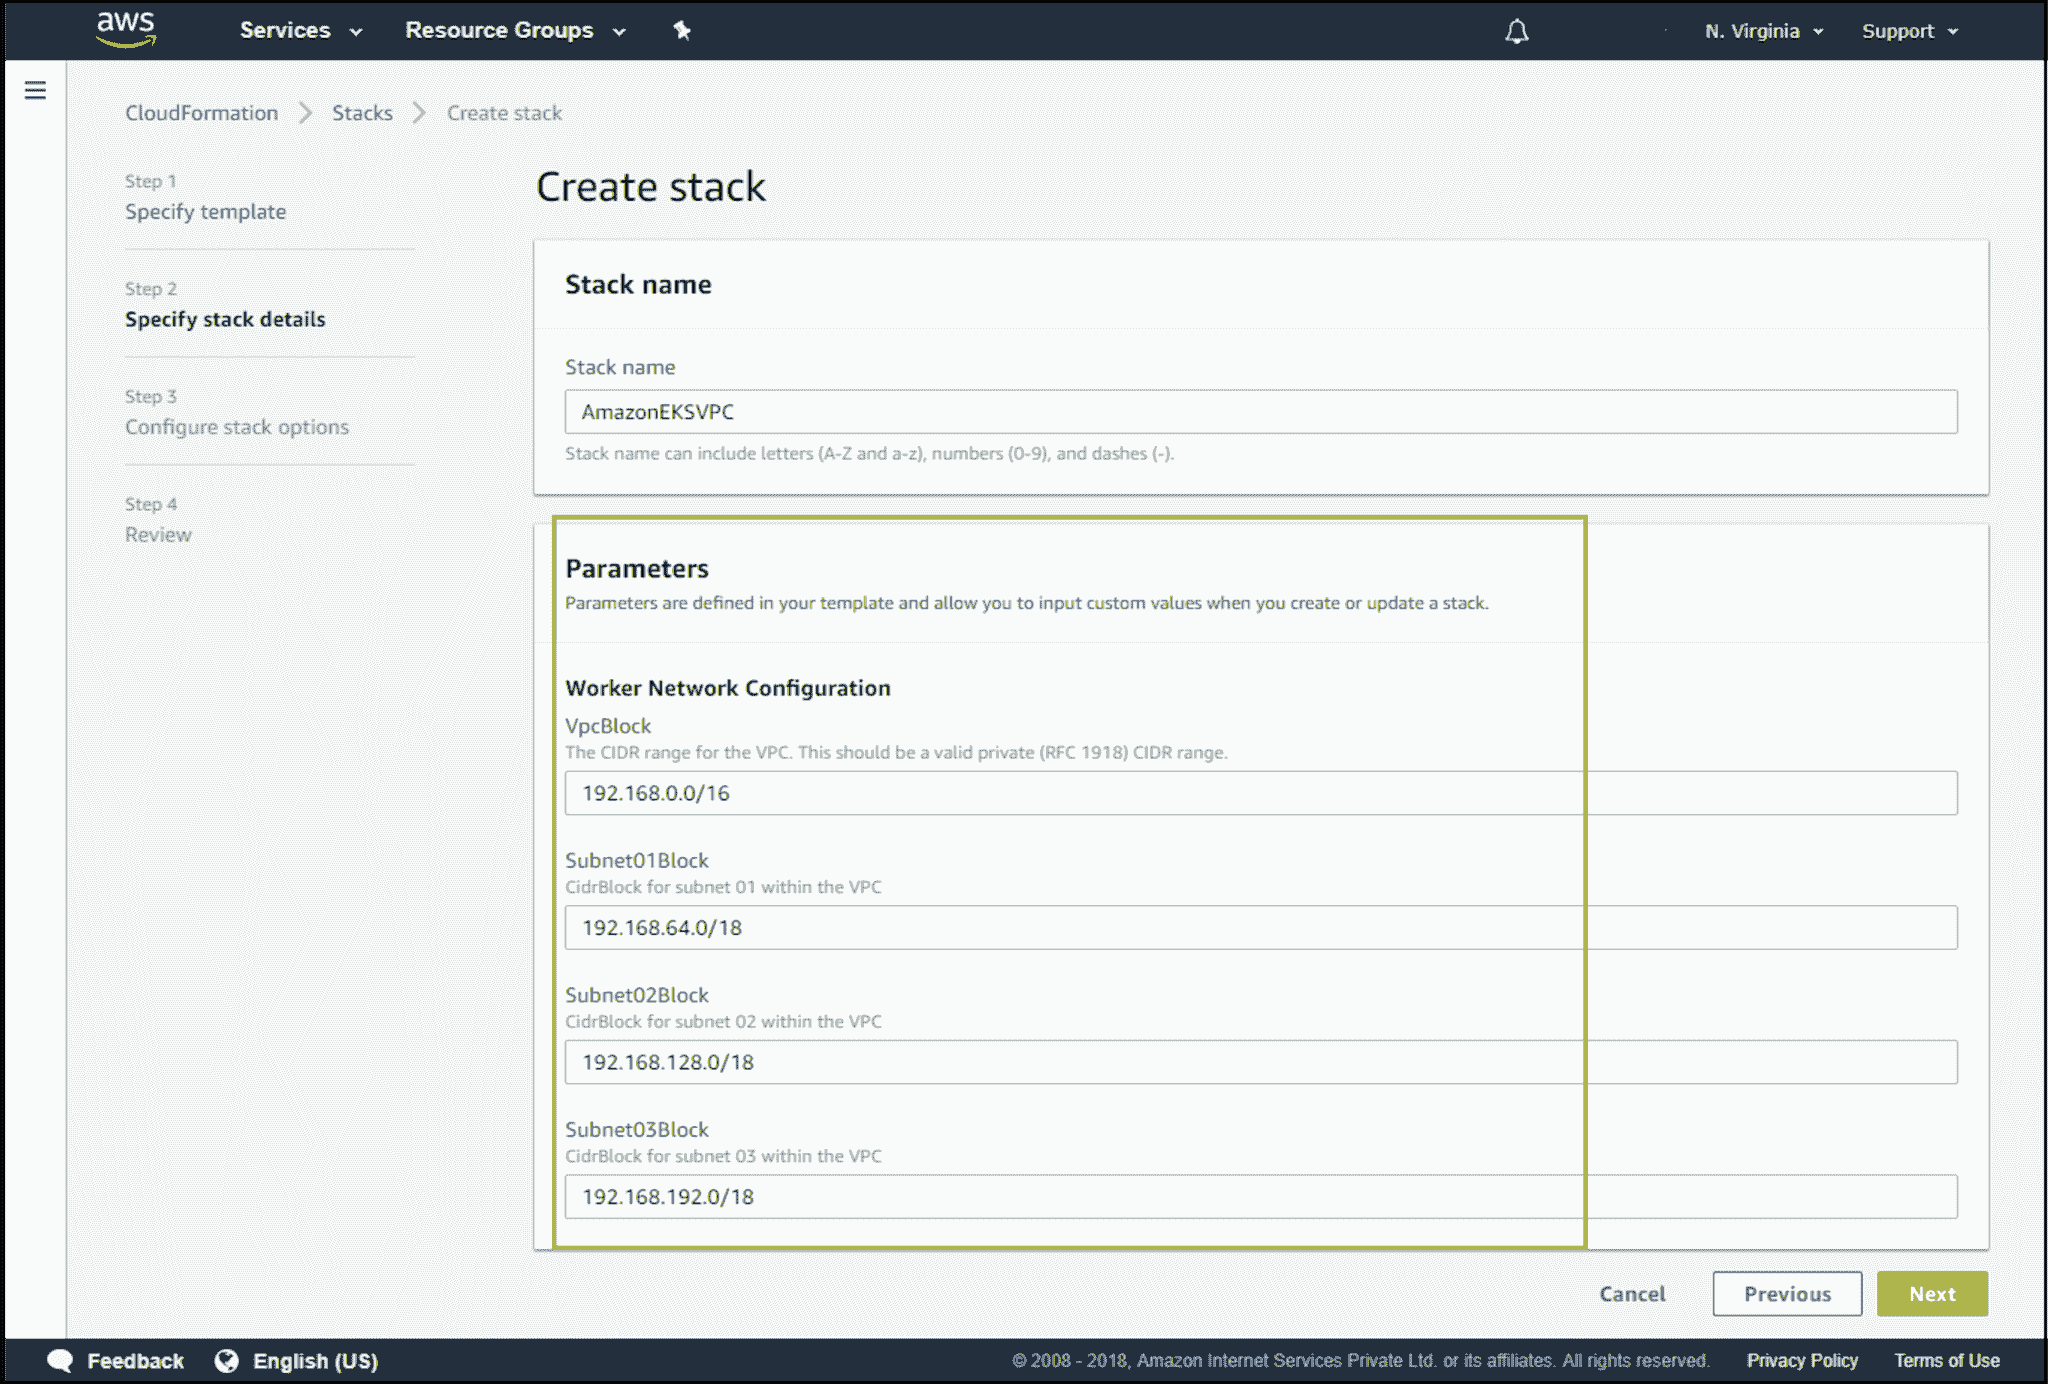 aws Services Resource Groups N. Virginia Support
CloudFormation Stacks Create stack
Step 1
Specify template
Step 2
Specify stack details
Step 3
Configure stack options
Step 4
Review
Create stack
Stack name
Stack name
AmazonEKSVPC
Stack name can include letters (A-Z and a-z), numbers (0-9), and dashes (-).
Parameters
Parameters are defined in your template and allow you to input custom values when you create or update a stack.
Worker Network Configuration
VpcBlock
The CIDR range for the VPC. This should be a valid private (RFC 1918) CIDR range.
192.168.0.0/16
Subnet01Block
CidrBlock for subnet 01 within the VPC
192.168.64.0/18
Subnet02Block
CidrBlock for subnet 02 within the VPC
192.168.128.0/18
Subnet03Block
CidrBlock for subnet 03 within the VPC
192.168.192.0/18
Cancel Previous Next
Feedback English (US) © 2008 - 2018, Amazon Internet Services Private Ltd. or its affiliates. All rights reserved. Privacy Policy Terms of Use